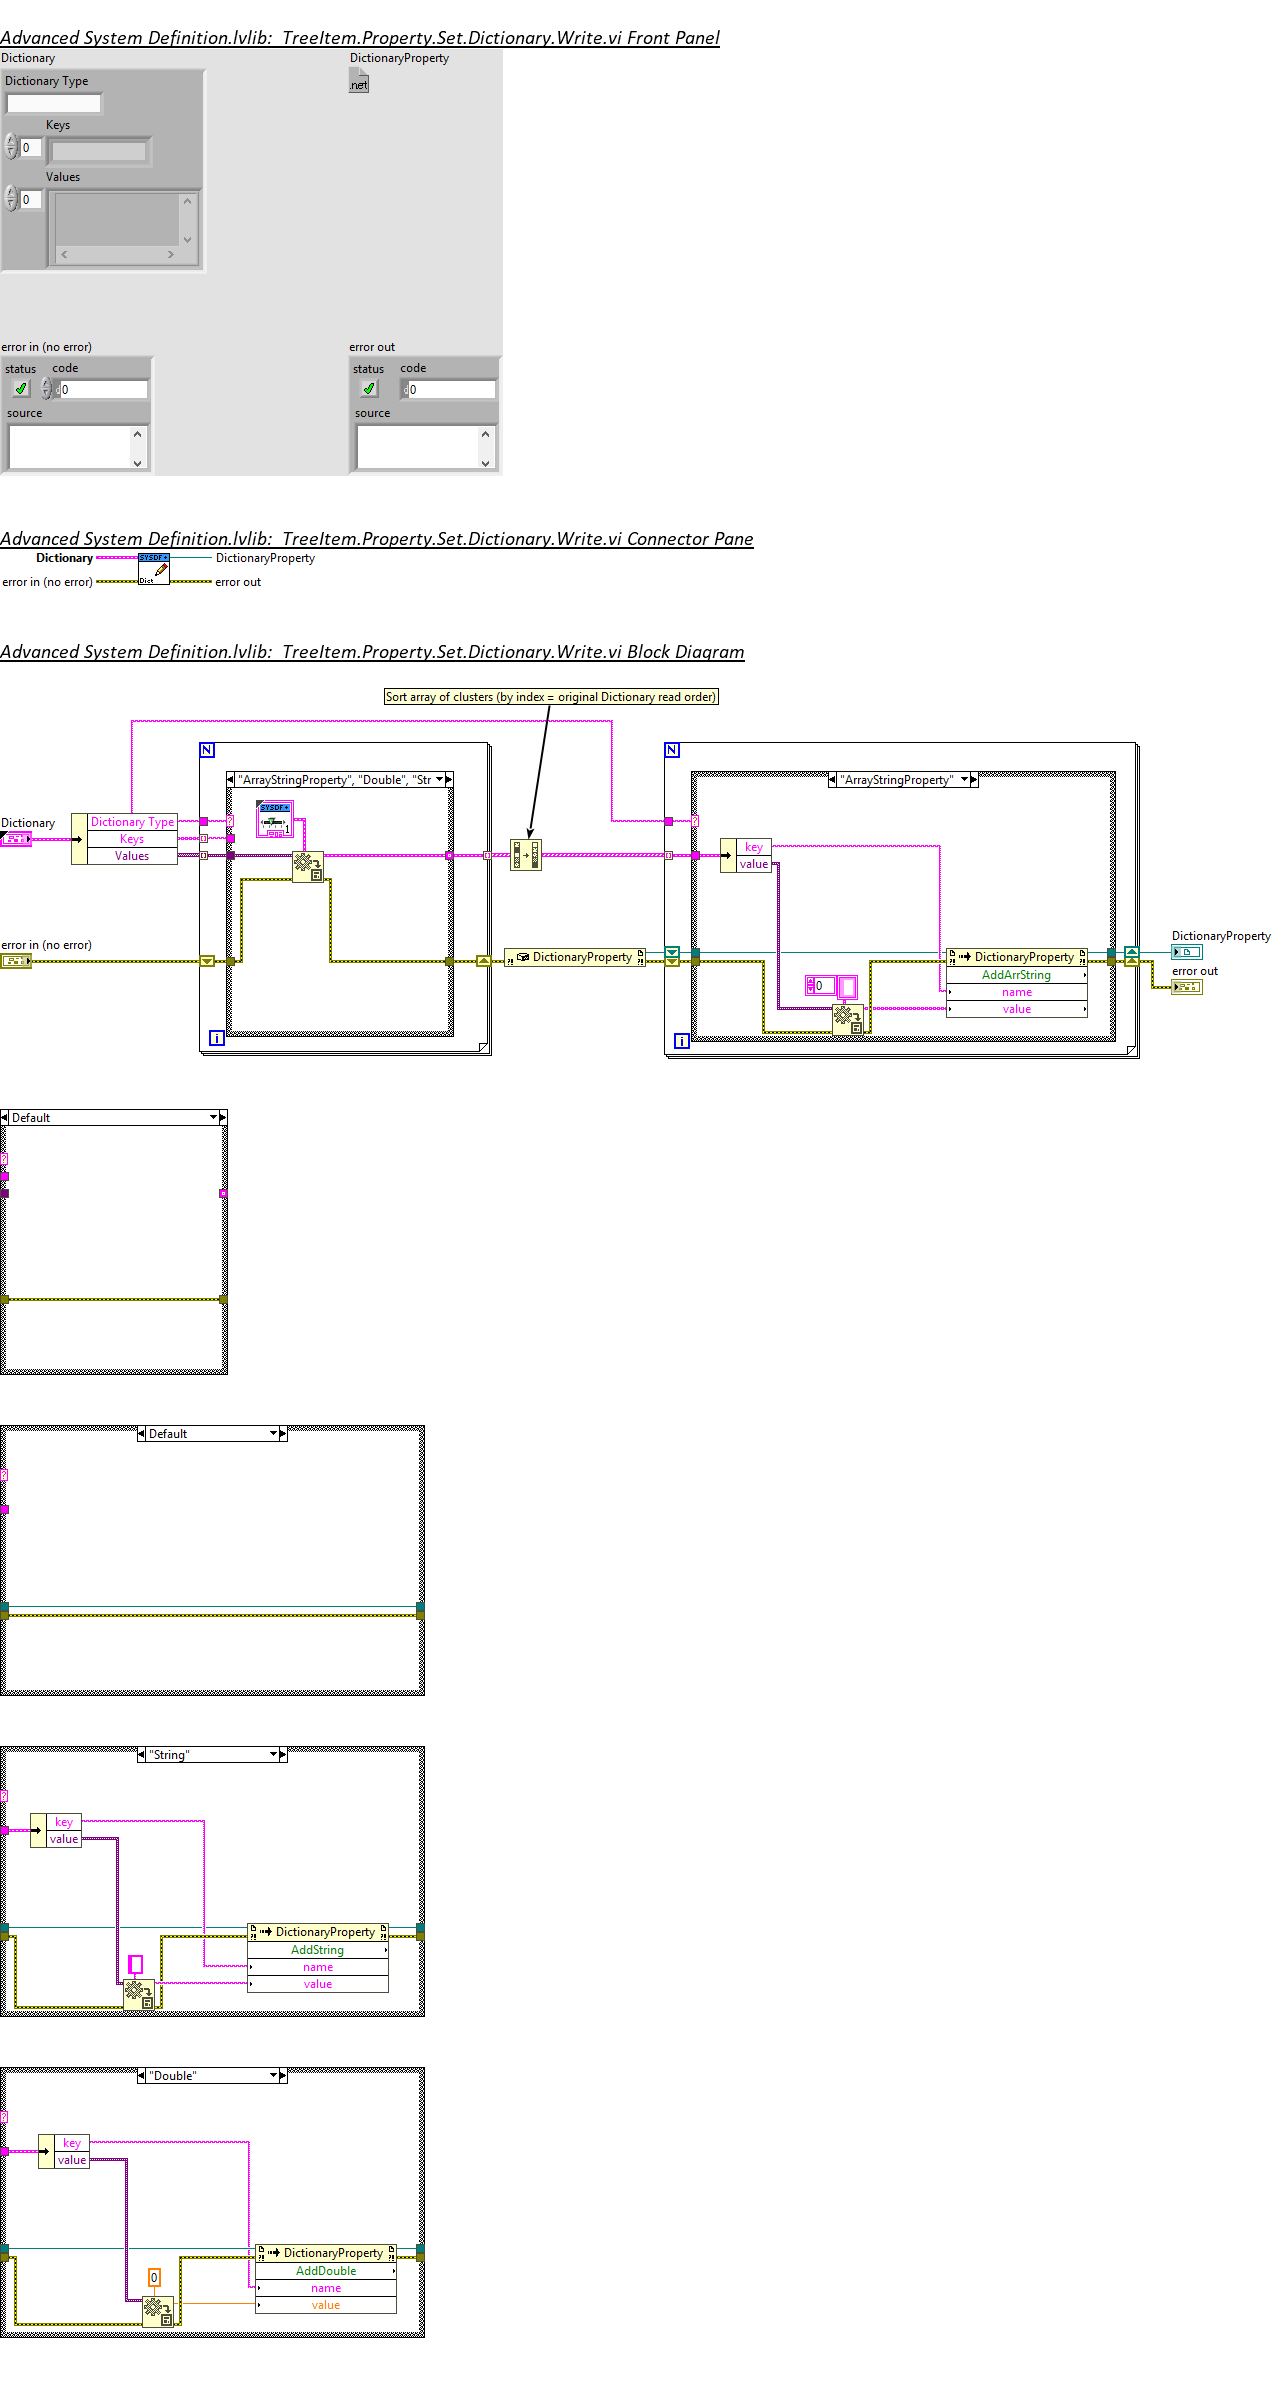 Advanced System Definition.lvlib:  TreeItem.Property.Set.Dictionary.Write.vi Front Panel
Dictionary
DictionaryProperty
Dictionary Type
.net
Keys
0
Values
0
error in (no error)
error out
status code
0
status code
0
source
source
Advanced System Definition.lvlib:  TreeItem.Property.Set.Dictionary.Write.vi Connector Pane
Dictionary
SYSDF+
DictionaryProperty
error in (no error)
Dict
error out
Advanced System Definition.lvlib:  TreeItem.Property.Set.Dictionary.Write.vi Block Diagram
Sort array of clusters (by index = original Dictionary read order)
N
N
"ArrayStringProperty", "Double", "Str
"ArrayStringProperty"
SYSDF+
1
Dictionary
Dictionary Type
Keys
Values
?
?
key
value
error in (no error)
DictionaryProperty
DictionaryProperty
AddArrString
name
value
0
DictionaryProperty
error out
i
i
Default
?
Default
?
"String"
?
key
value
DictionaryProperty
AddString
name
value
"Double"
?
key
value
DictionaryProperty
AddDouble
name
value
0